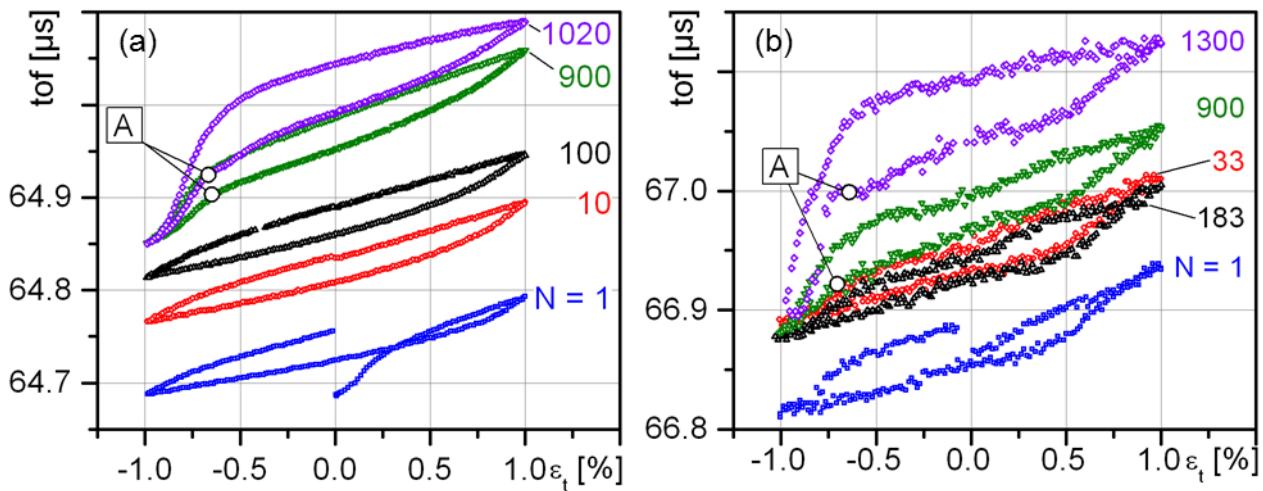 (a)
tof [µs]
1020
900
A
100
10
N = 1
64.9
64.8
64.7
-1.0 -0.5 0.0 0.5 1.0 εt [%]
(b)
tof [µs]
1300
900
A
33
183
N = 1
67.0
66.9
66.8
-1.0 -0.5 0.0 0.5 1.0 εt [%]